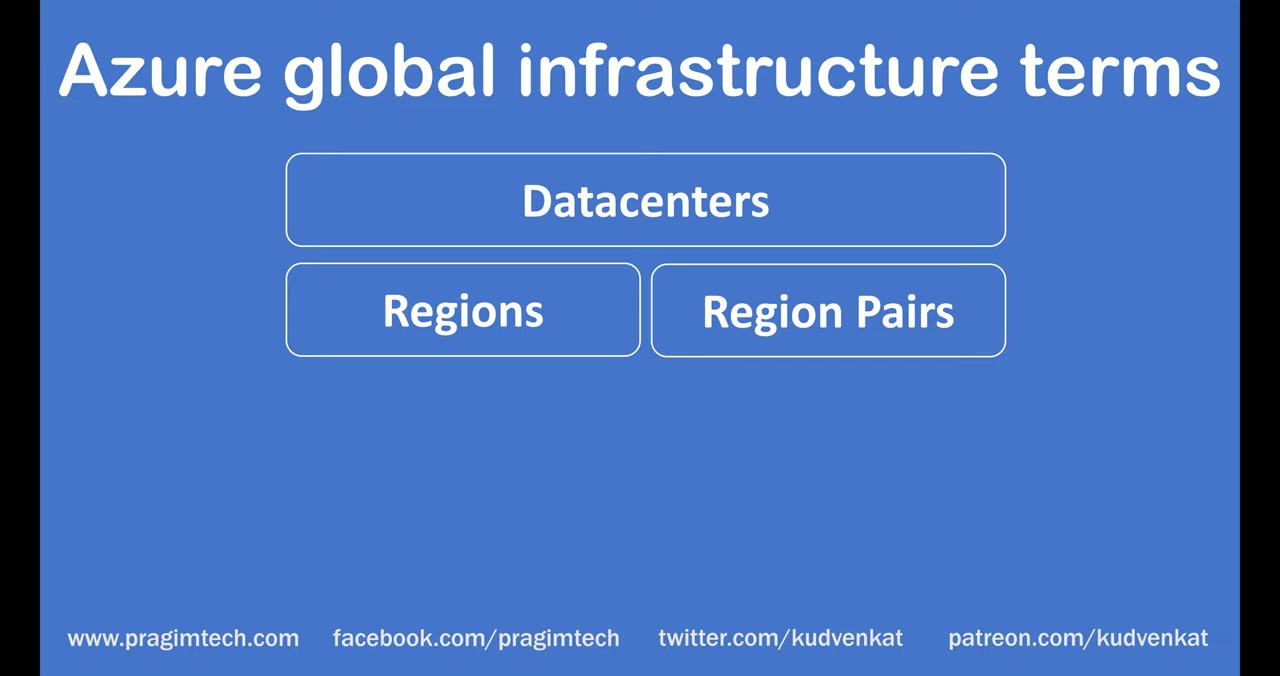 Azure global infrastructure terms
Datacenters
Regions
Region Pairs
www.pragimtech.com facebook.com/pragimtech twitter.com/kudvenkat patreon.com/kudvenkat